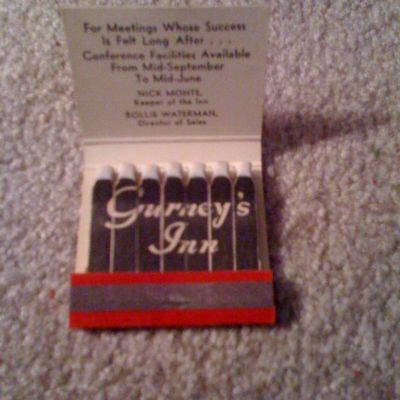 For Meetings Whose Success
Is Felt Long After . . .
Conference Facilities Available
From Mid-September
To Mid-June
NICK MONTE,
Keeper of the Inn
ROLLIE WATERMAN,
Director of Sales
Gurney's
Inn